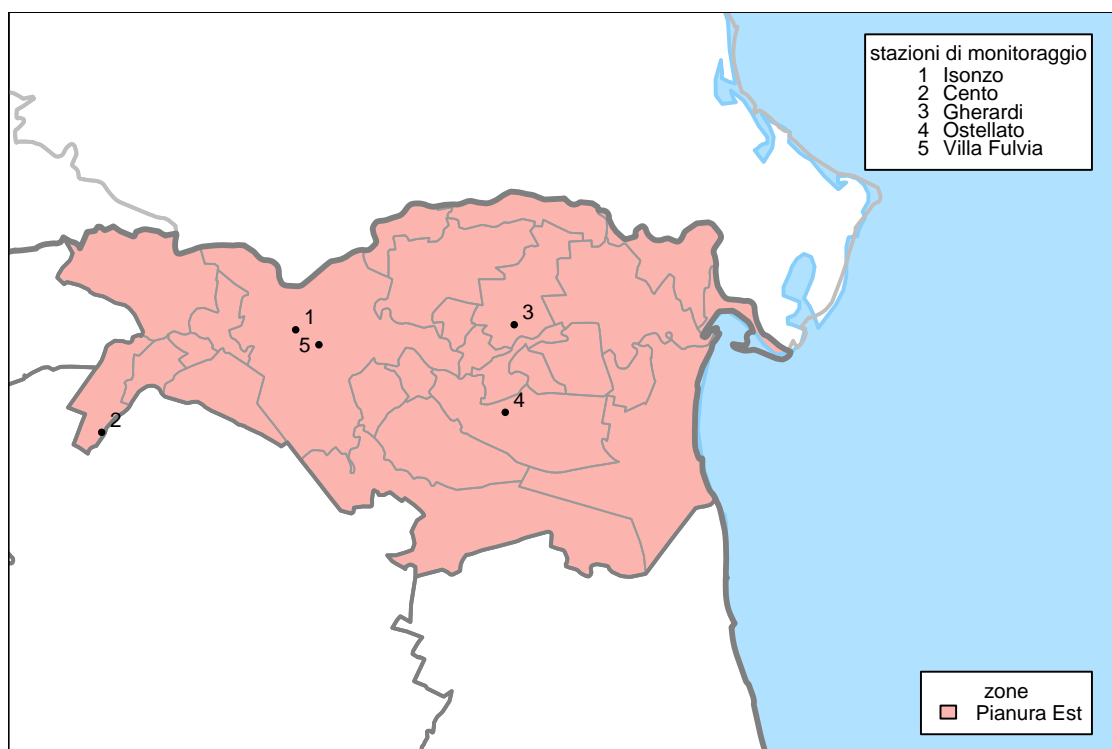 stazioni di monitoraggio
1 Isonzo
2 Cento
3 Gherardi
4 Ostellato
5 Villa Fulvia
1
3
5
4
2
zone
Pianura Est